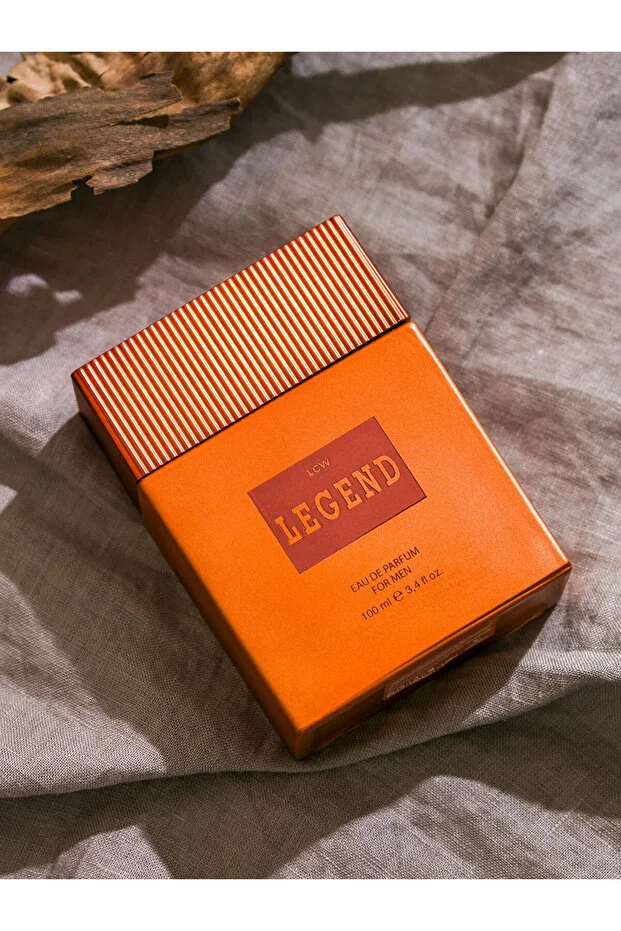 LCW
LEGEND
EAU DE PARFUM
FOR MEN
100 ml ℮ 3,4 fl.oz.